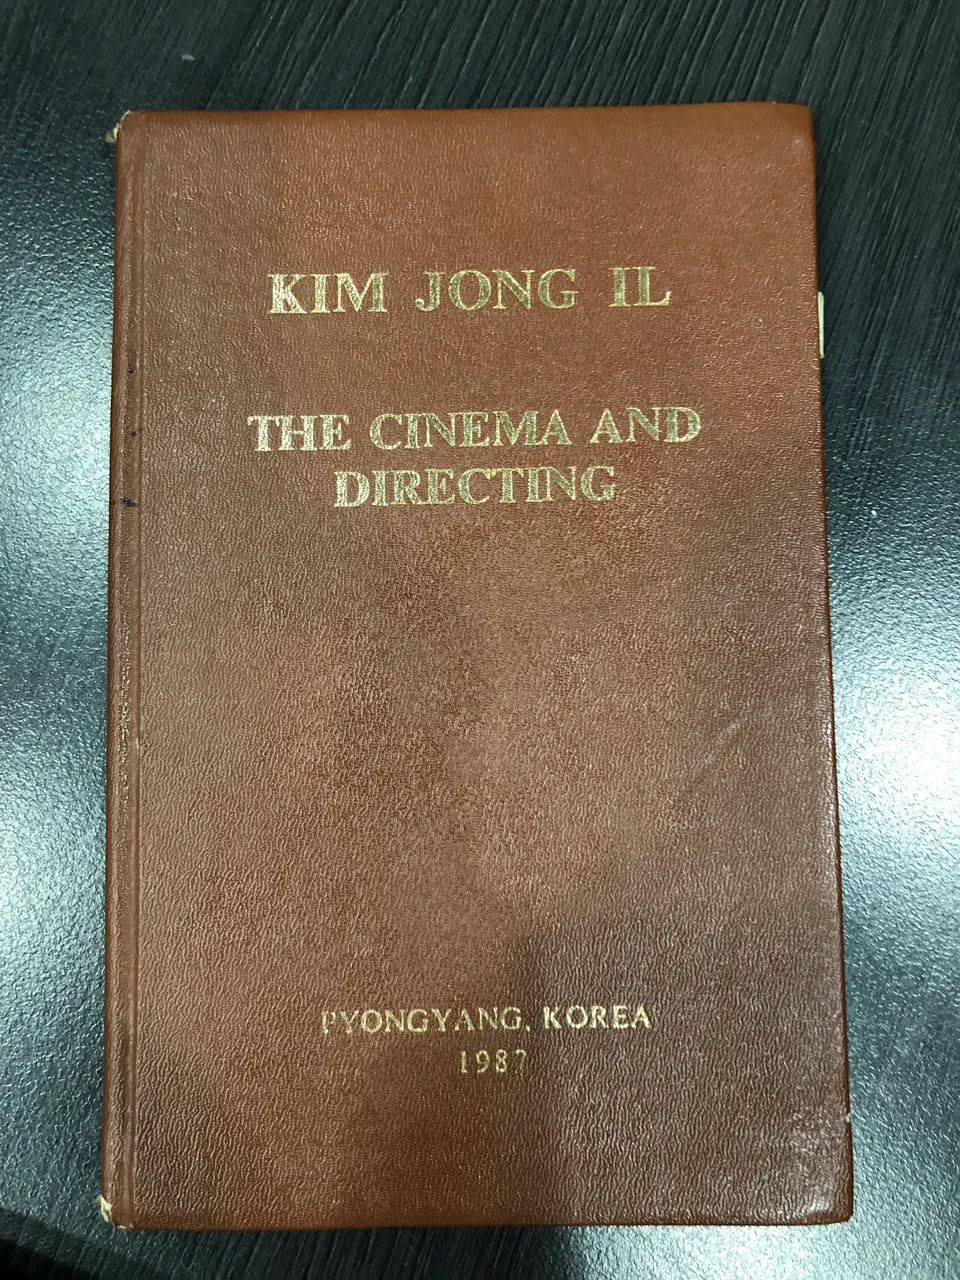 KIM JONG IL
THE CINEMA AND
DIRECTING
PYONGYANG, KOREA
1987